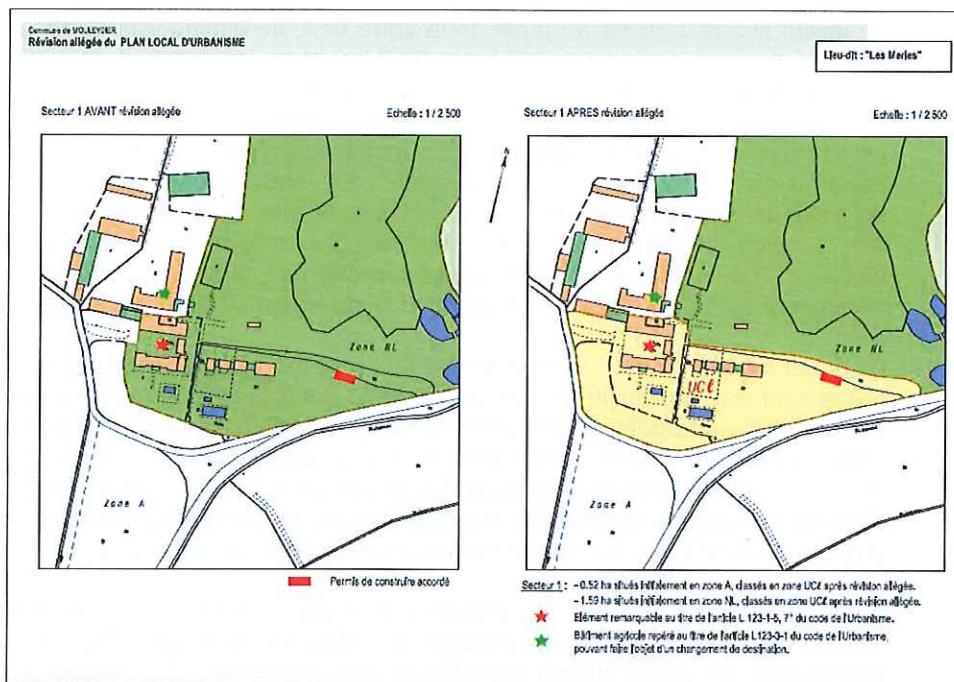 Commune de MOULEYDIER
Révision allégée du PLAN LOCAL D'URBANISME
Lieu-dit : "Les Merles"
Secteur 1 AVANT révision allégée
Echelle : 1 / 2 500
Secteur 1 APRES révision allégée
Echelle : 1 / 2 500
N
Zone NL
Zone A
Zone NL
UCℓ
Zone A
Permis de construire accordé
Secteur 1 : - 0.52 ha situés initialement en zone A, classés en zone UCℓ après révision allégée.
- 1.59 ha situés initialement en zone NL, classés en zone UCℓ après révision allégée.
Elément remarquable au titre de l'article L 123-1-5, 7° du code de l'Urbanisme.
Bâtiment agricole repéré au titre de l'article L123-3-1 du code de l'Urbanisme,
pouvant faire l'objet d'un changement de destination.